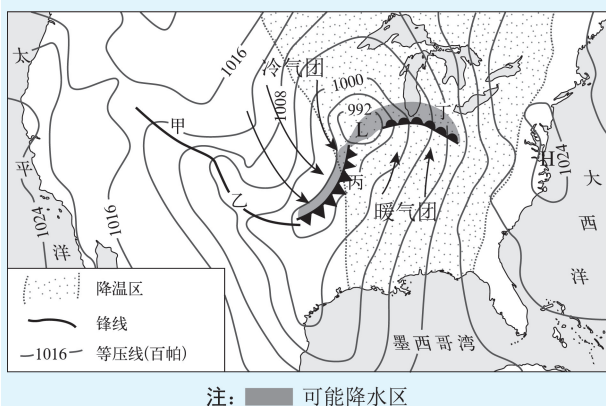 太
平
洋
1016
冷气团
1008
1000
992
L
甲
乙
丙
丁
暖气团
H
1024
大
西
洋
1024
1016
墨西哥湾
降温区
锋线
—1016— 等压线(百帕)
注： 可能降水区